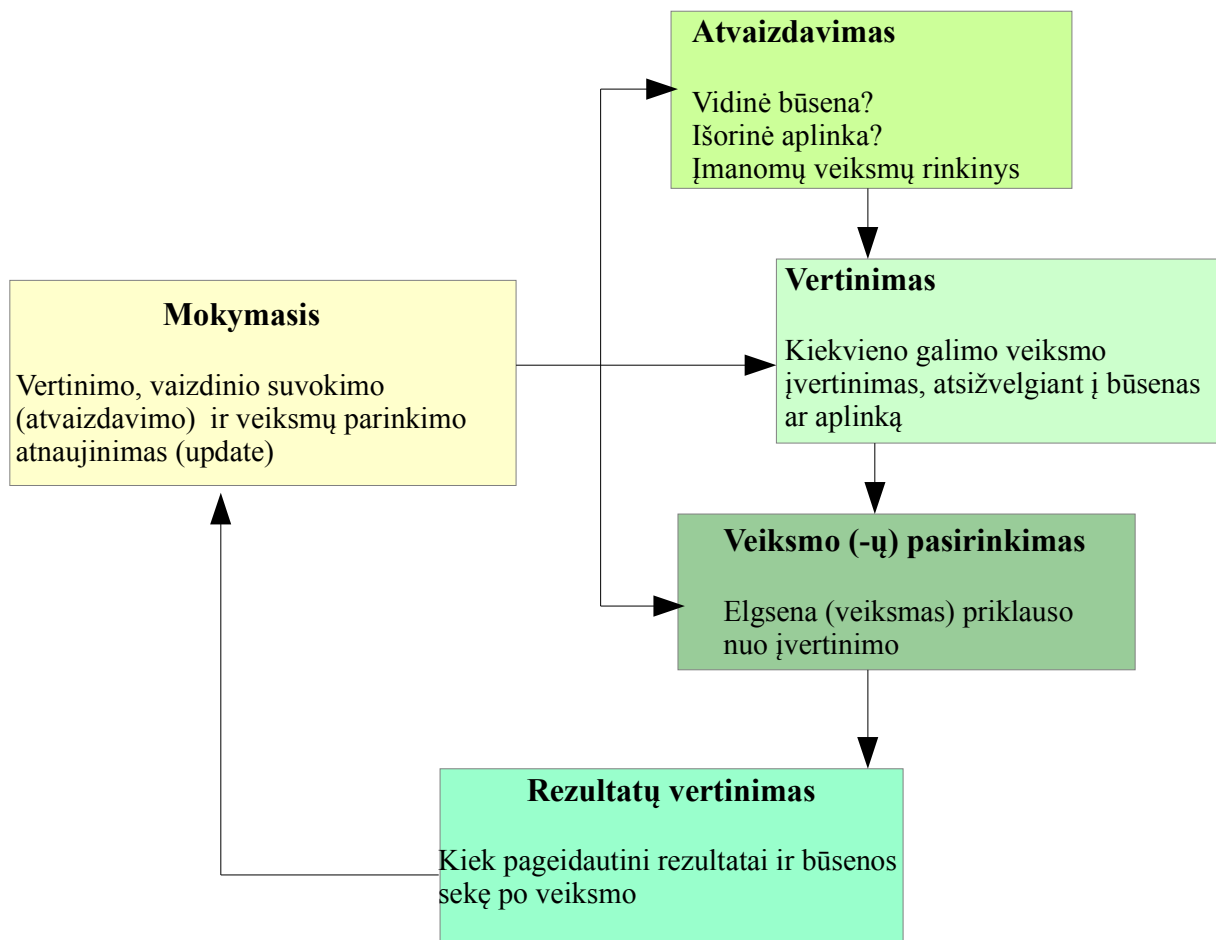 Atvaizdavimas
Vidinė būsena?
Išorinė aplinka?
Įmanomų veiksmų rinkinys
Vertinimas
Kiekvieno galimo veiksmo
įvertinimas, atsižvelgiant į būsenas
ar aplinką
Mokymasis
Vertinimo, vaizdinio suvokimo
(atvaizdavimo)  ir veiksmų parinkimo
atnaujinimas (update)
Veiksmo (-ų) pasirinkimas
Elgsena (veiksmas) priklauso
nuo įvertinimo
Rezultatų vertinimas
Kiek pageidautini rezultatai ir būsenos
sekę po veiksmo